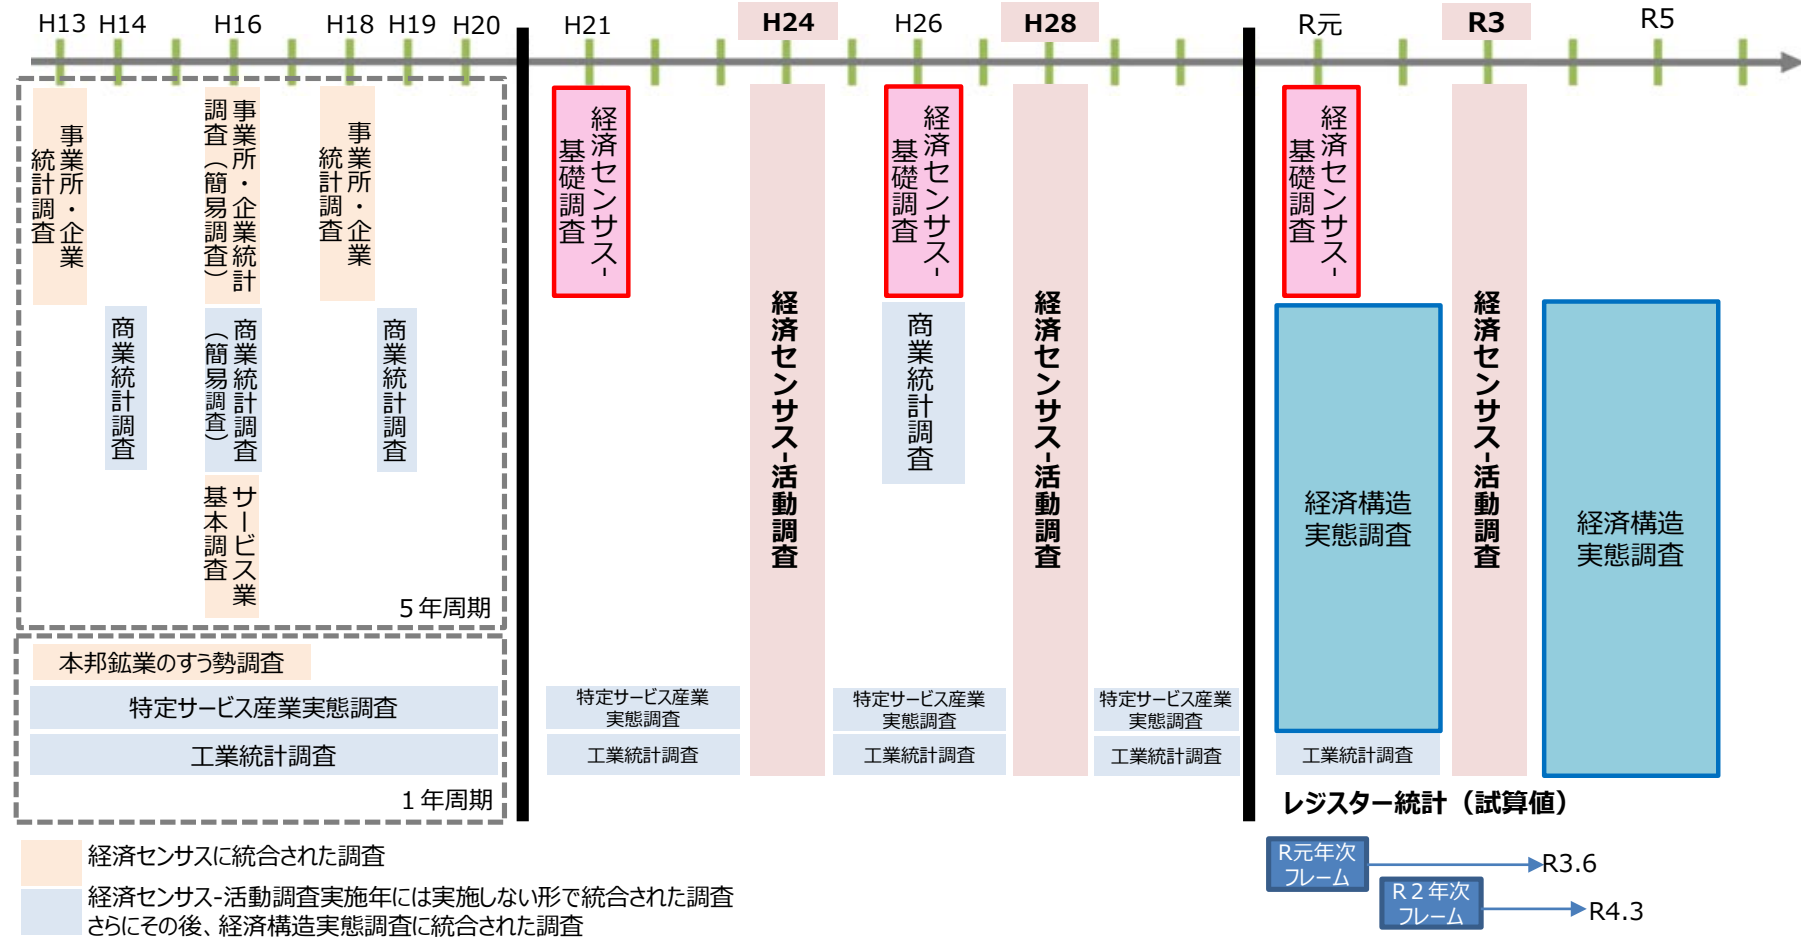 H13 H14 H16 H18 H19 H20 H21 H24 H26 H28 R元 R3 R5
事業所・企業
統計調査
事業所・企業統計
調査（簡易調査）
事業所・企業
統計調査
商業統計調査
商業統計調査
（簡易調査）
商業統計調査
サービス業
基本調査
５年周期
本邦鉱業のすう勢調査
特定サービス産業実態調査
工業統計調査
１年周期
経済センサス-
基礎調査
特定サービス産業
実態調査
工業統計調査
経済センサス-活動調査
経済センサス-
基礎調査
商業統計調査
特定サービス産業
実態調査
工業統計調査
経済センサス-活動調査
特定サービス産業
実態調査
工業統計調査
経済センサス-
基礎調査
経済構造
実態調査
工業統計調査
経済センサス-活動調査
経済構造
実態調査
レジスター統計（試算値）
R元年次
フレーム
R3.6
R２年次
フレーム
R4.3
経済センサスに統合された調査
経済センサス-活動調査実施年には実施しない形で統合された調査
さらにその後、経済構造実態調査に統合された調査